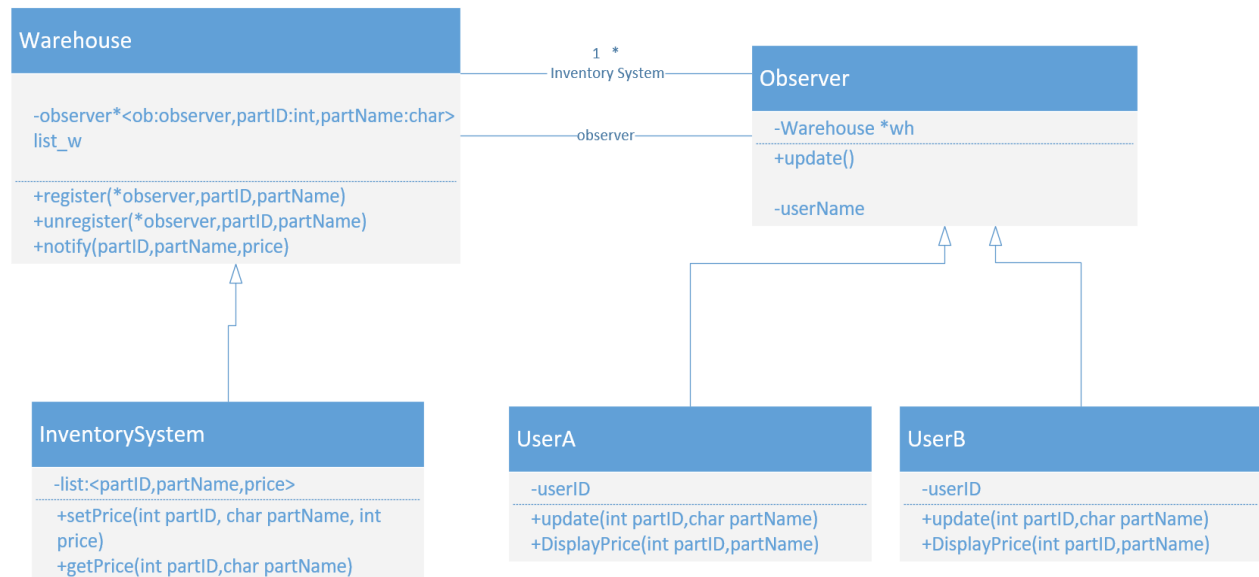 Warehouse
-observer*<ob:observer,partID:int,partName:char>
list_w
+register(*observer,partID,partName)
+unregister(*observer,partID,partName)
+notify(partID,partName,price)
1 *
Inventory System
observer
Observer
-Warehouse *wh
+update()
-userName
InventorySystem
-list:<partID,partName,price>
+setPrice(int partID, char partName, int
price)
+getPrice(int partID,char partName)
UserA
-userID
+update(int partID,char partName)
+DisplayPrice(int partID,partName)
UserB
-userID
+update(int partID,char partName)
+DisplayPrice(int partID,partName)